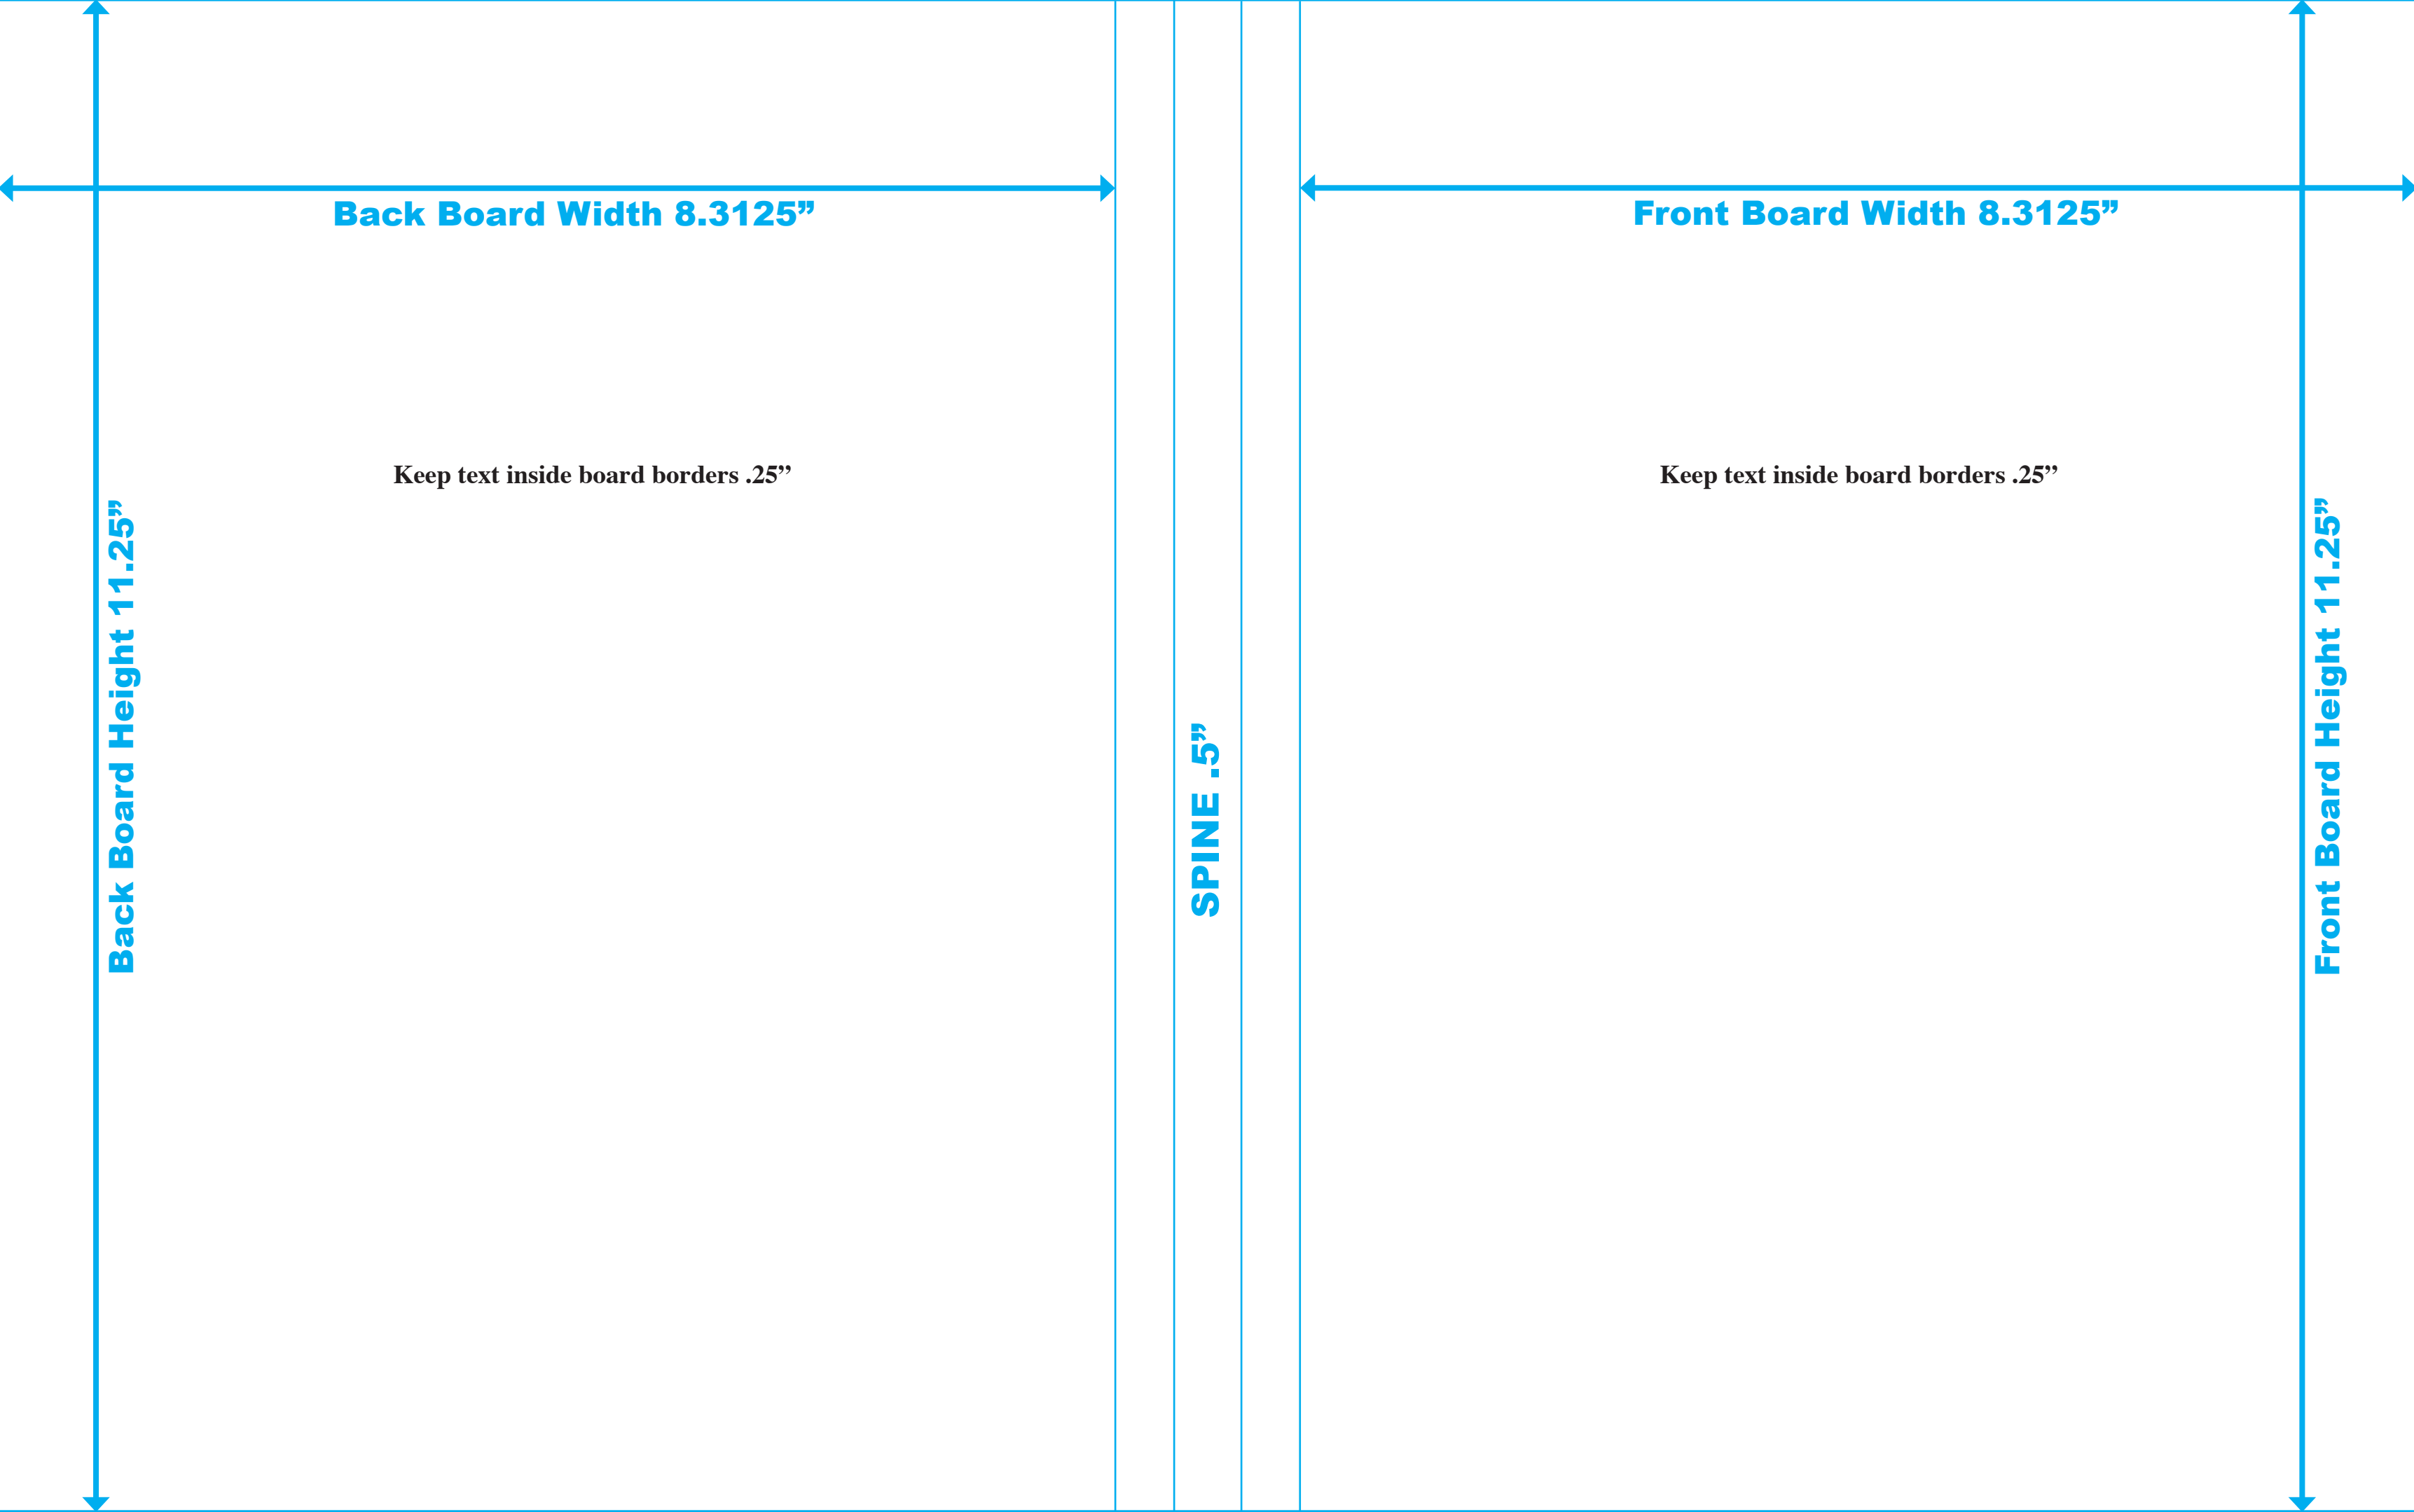 Back Board Width 8.3125”
Front Board Width 8.3125”
Keep text inside board borders .25”
Keep text inside board borders .25”
Back Board Height 11.25”
SPINE .5”
Front Board Height 11.25”